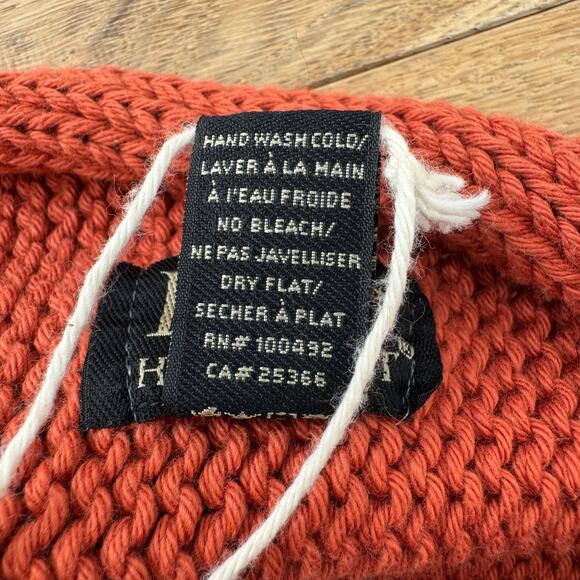 HAND WASH COLD/
LAVER À LA MAIN
À l'EAU FROIDE
NO BLEACH/
NE PAS JAVELLISER
DRY FLAT/
SECHER À PLAT
RN# 100492
CA# 25366